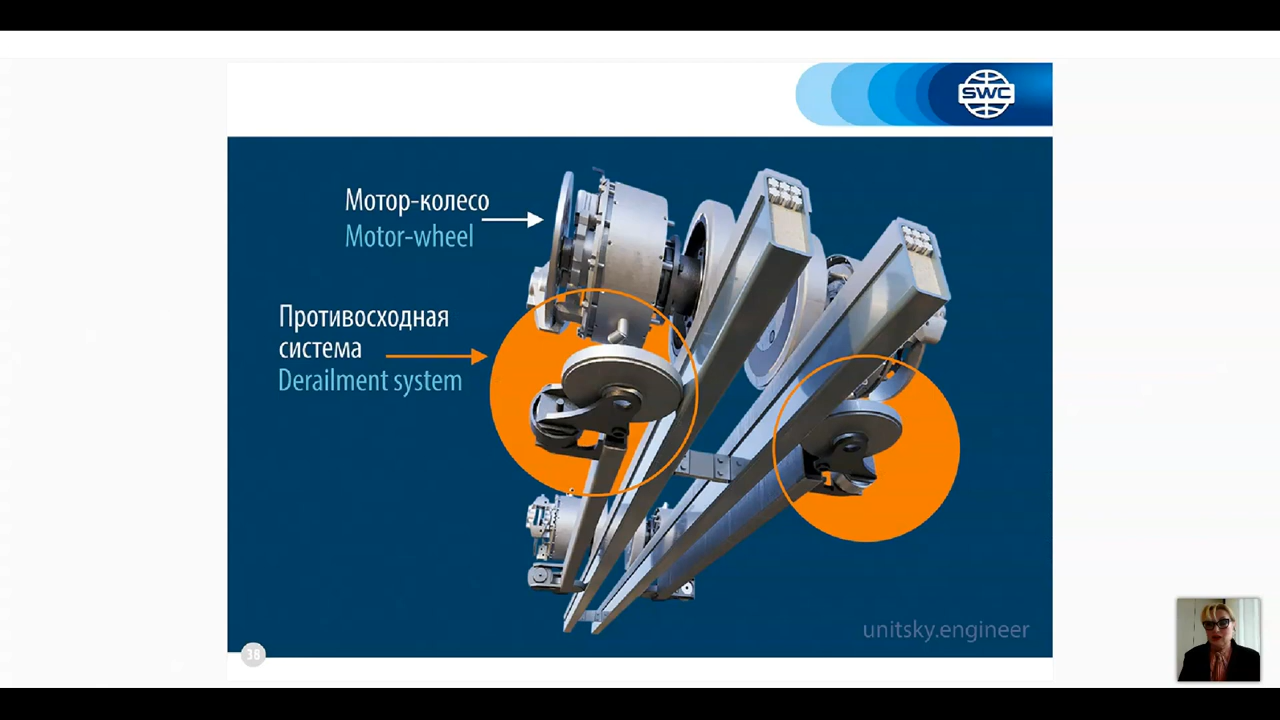 SWC
Мотор-колесо
Motor-wheel
Противосходная
система
Derailment system
unitsky.engineer
38